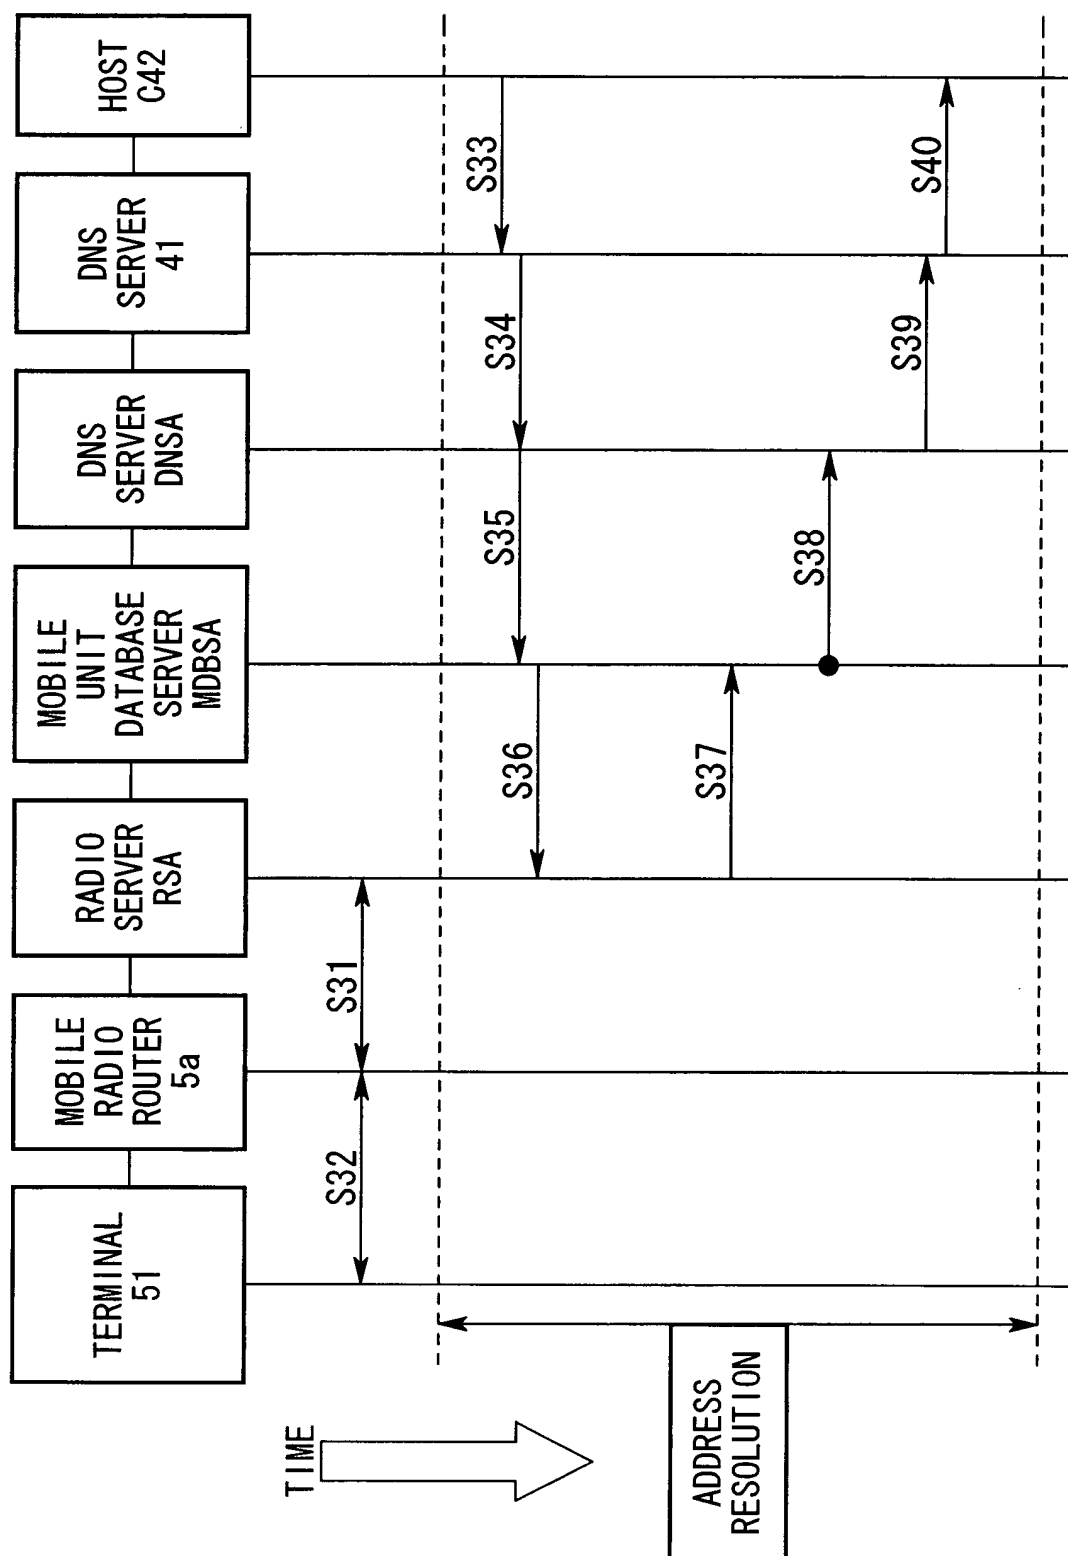 TERMINAL
51
MOBILE
RADIO
ROUTER
5a
RADIO
SERVER
RSA
MOBILE
UNIT
DATABASE
SERVER
MDBSA
DNS
SERVER
DNSA
DNS
SERVER
41
HOST
C42
TIME
S32
S31
S33
S34
S35
S36
S37
S38
S39
S40
ADDRESS
RESOLUTION